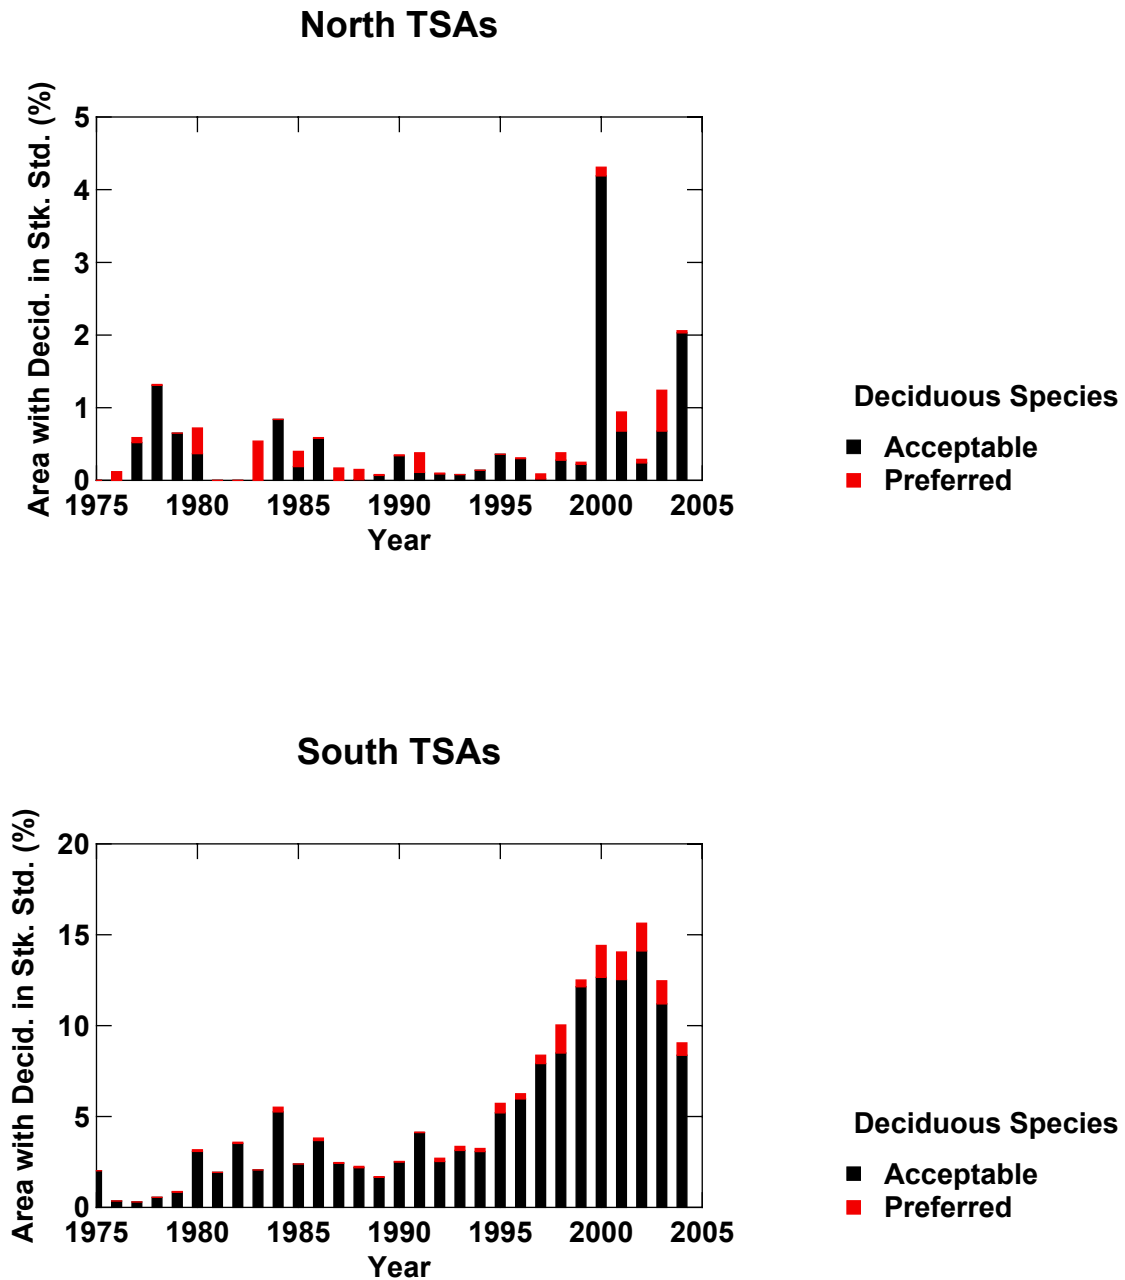 North TSAs
Area with Decid. in Stk. Std. (%)
5
4
3
2
1
0
1975 1980 1985 1990 1995 2000 2005
Year
Deciduous Species
Acceptable
Preferred
South TSAs
Area with Decid. in Stk. Std. (%)
20
15
10
5
0
1975 1980 1985 1990 1995 2000 2005
Year
Deciduous Species
Acceptable
Preferred